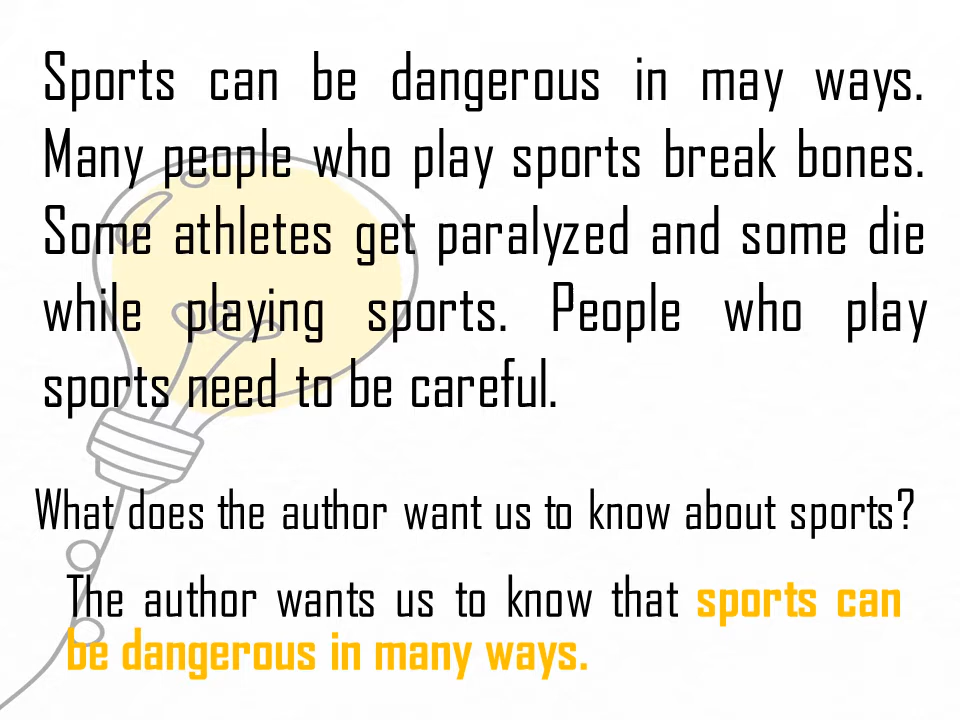 Sports can be dangerous in may ways.
Many people who play sports break bones.
Some athletes get paralyzed and some die
while playing sports. People who play
sports need to be careful.
What does the author want us to know about sports?
The author wants us to know that sports can
be dangerous in many ways.